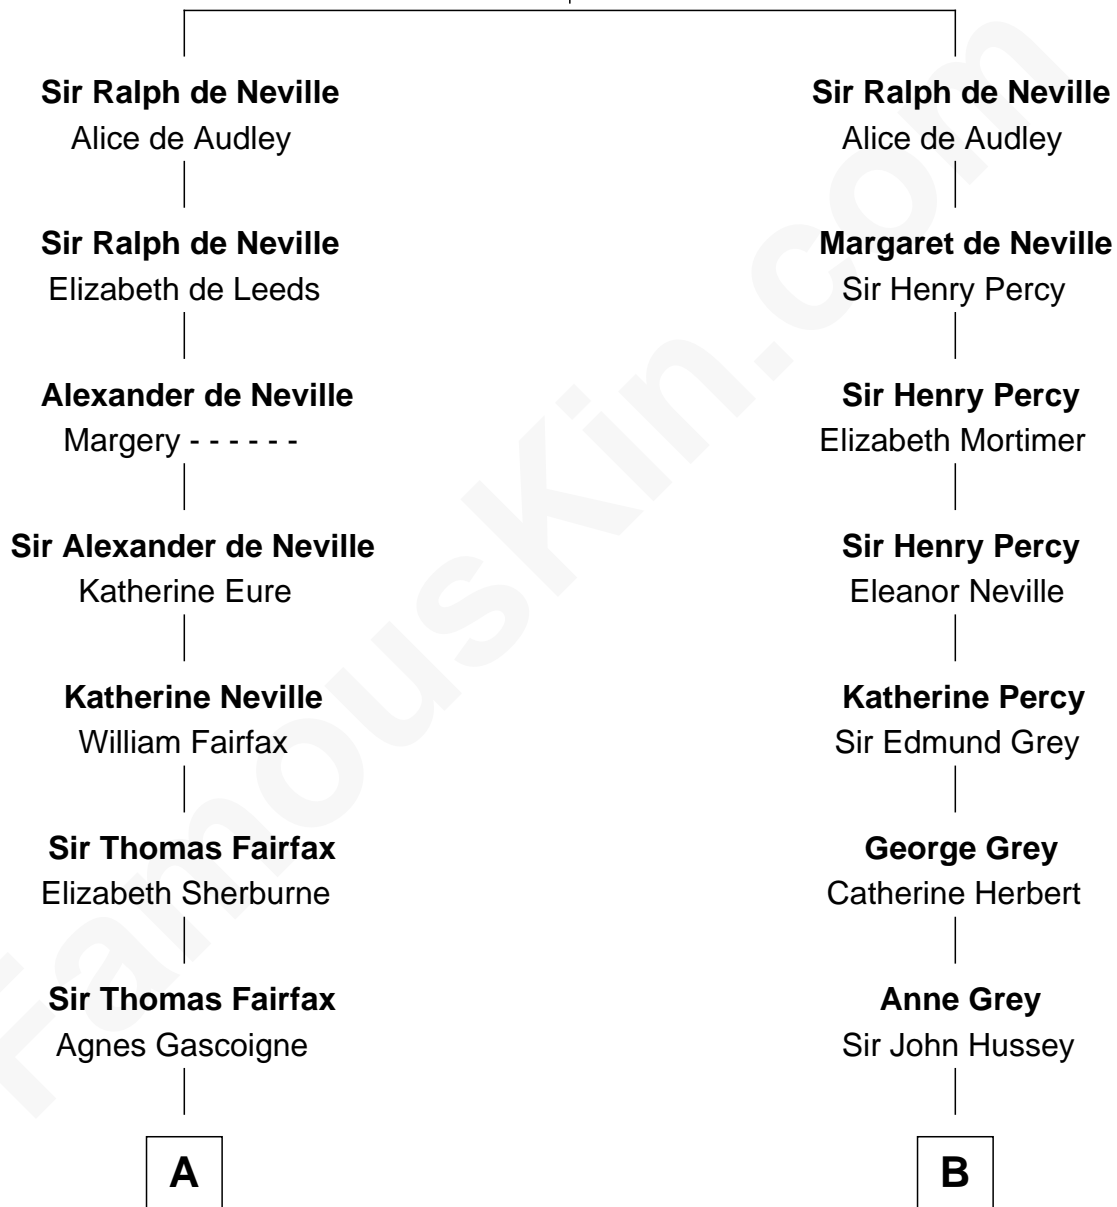 Sir Ralph de Neville
Alice de Audley
Sir Ralph de Neville
Elizabeth de Leeds
Alexander de Neville
Margery - - - - - -
Sir Alexander de Neville
Katherine Eure
Katherine Neville
William Fairfax
Sir Thomas Fairfax
Elizabeth Sherburne
Sir Thomas Fairfax
Agnes Gascoigne
A
Sir Ralph de Neville
Alice de Audley
Margaret de Neville
Sir Henry Percy
Sir Henry Percy
Elizabeth Mortimer
Sir Henry Percy
Eleanor Neville
Katherine Percy
Sir Edmund Grey
George Grey
Catherine Herbert
Anne Grey
Sir John Hussey
B
FamousKin.com